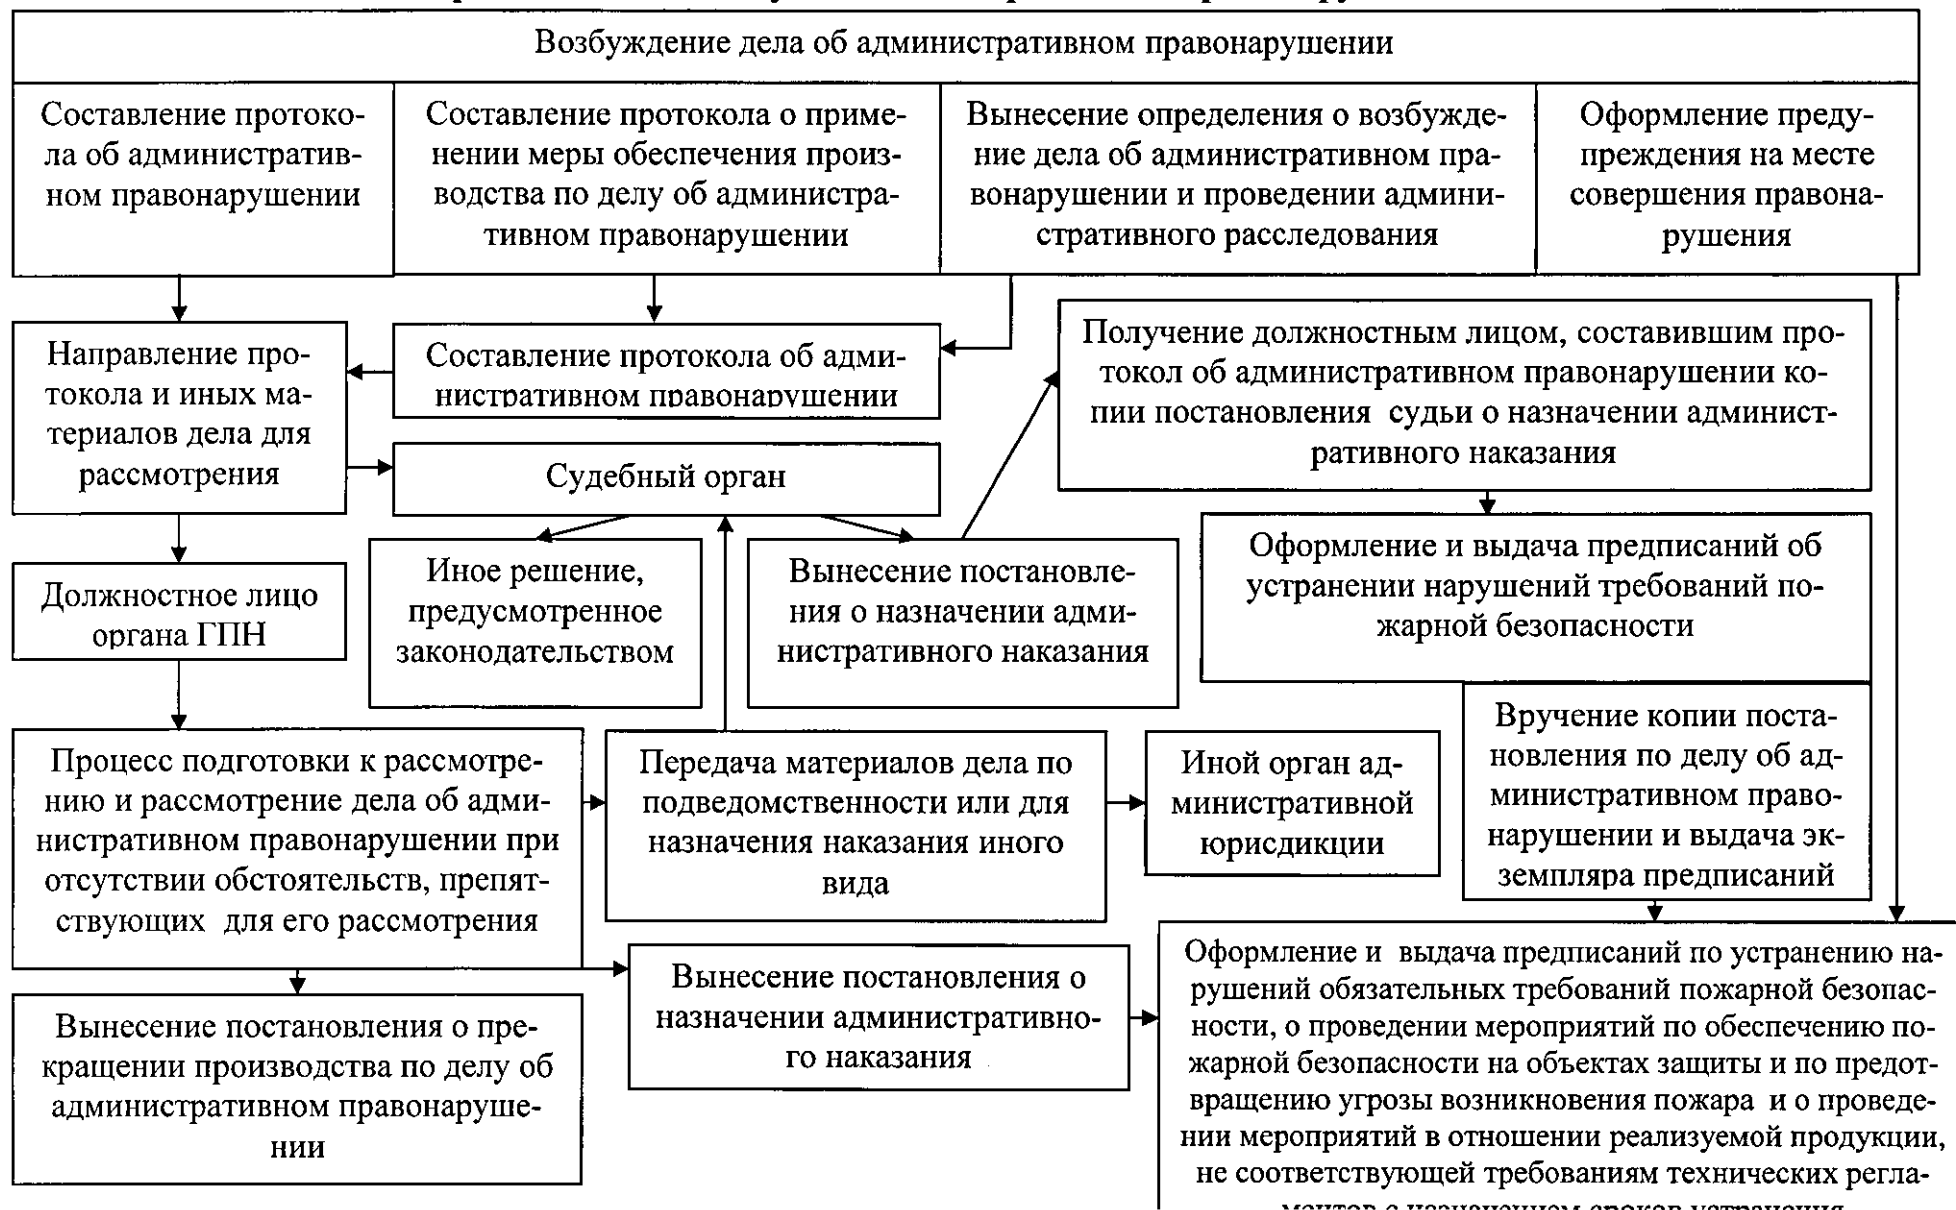 Возбуждение дела об административном правонарушении
Составление протоко-
ла об административ-
ном правонарушении
Составление протокола о приме-
нении меры обеспечения произ-
водства по делу об администра-
тивном правонарушении
Вынесение определения о возбужде-
ние дела об административном пра-
вонарушении и проведении админи-
стративного расследования
Оформление преду-
преждения на месте
совершения правона-
рушения
Направление про-
токола и иных ма-
териалов дела для
рассмотрения
Составление протокола об адми-
нистративном правонарушении
Получение должностным лицом, составившим про-
токол об административном правонарушении ко-
пии постановления судьи о назначении админист-
ративного наказания
Судебный орган
Должностное лицо
органа ГПН
Иное решение,
предусмотренное
законодательством
Вынесение постановле-
ния о назначении адми-
нистративного наказания
Оформление и выдача предписаний об
устранении нарушений требований по-
жарной безопасности
Вручение копии поста-
новления по делу об ад-
министративном право-
нарушении и выдача эк-
земпляра предписаний
Процесс подготовки к рассмотре-
нию и рассмотрение дела об адми-
нистративном правонарушении при
отсутствии обстоятельств, препят-
ствующих для его рассмотрения
Передача материалов дела по
подведомственности или для
назначения наказания иного
вида
Иной орган ад-
министративной
юрисдикции
Вынесение постановления о
назначении административно-
го наказания
Вынесение постановления о пре-
кращении производства по делу об
административном правонаруше-
нии
Оформление и выдача предписаний по устранению на-
рушений обязательных требований пожарной безопас-
ности, о проведении мероприятий по обеспечению по-
жарной безопасности на объектах защиты и по предот-
вращению угрозы возникновения пожара и о проведе-
нии мероприятий в отношении реализуемой продукции,
не соответствующей требованиям технических регла-
ментов с назначением сроков устранения